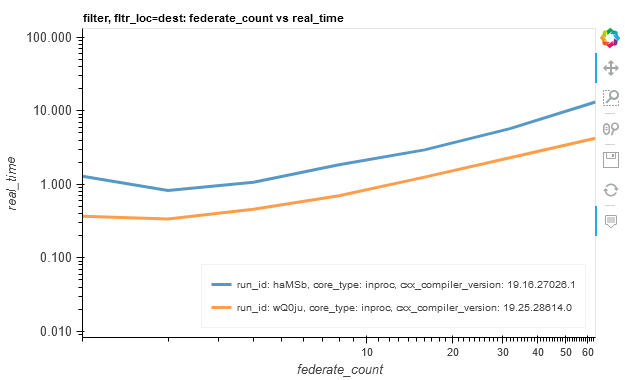 filter, fltr_loc=dest: federate_count vs real_time
100.000
10.000
1.000
0.100
0.010
real_time
run_id: haMSb, core_type: inproc, cxx_compiler_version: 19.16.27026.1
run_id: wQ0ju, core_type: inproc, cxx_compiler_version: 19.25.28614.0
10 20 30 40 50 60
federate_count